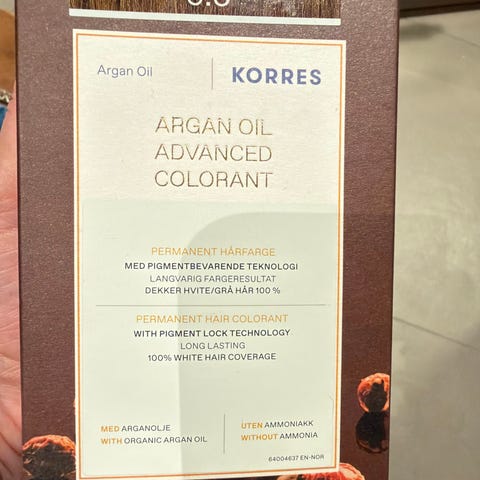 Argan Oil
KORRES
ARGAN OIL
ADVANCED
COLORANT
PERMANENT HÅRFARGE
MED PIGMENTBEVARENDE TEKNOLOGI
LANGVARIG FARGERESULTAT
DEKKER HVITE/GRÅ HÅR 100 %
PERMANENT HAIR COLORANT
WITH PIGMENT LOCK TECHNOLOGY
LONG LASTING
100% WHITE HAIR COVERAGE
MED ARGANOLJE
WITH ORGANIC ARGAN OIL
UTEN AMMONIAKK
WITHOUT AMMONIA
64004637 EN-NOR